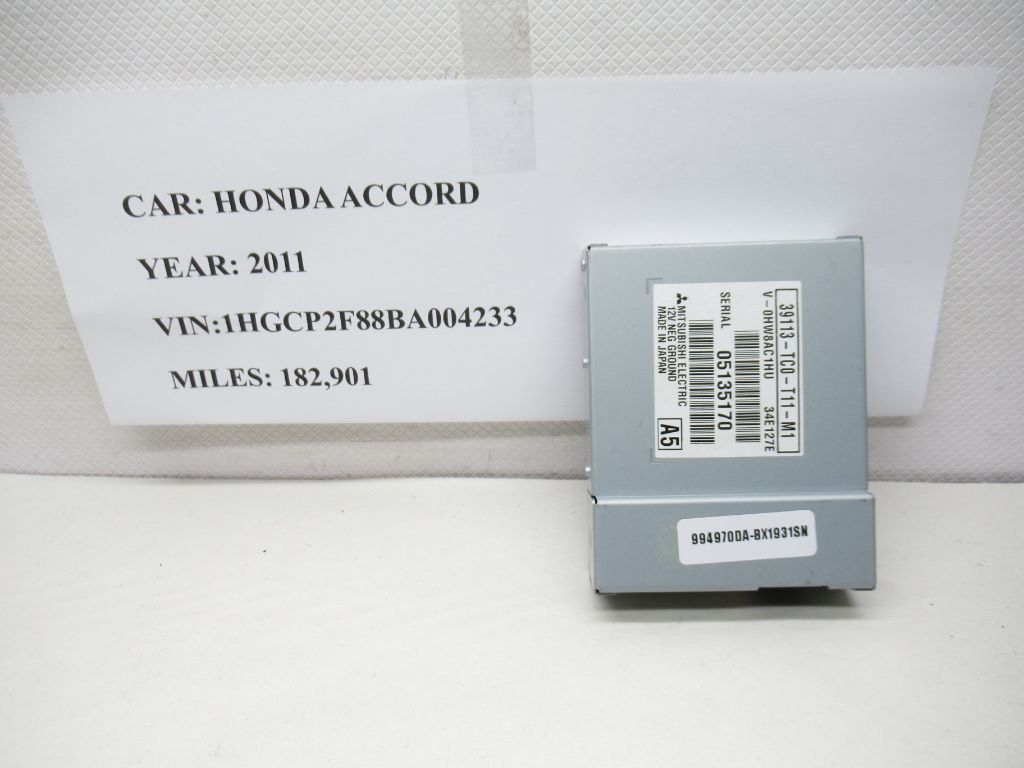 CAR: HONDA ACCORD
YEAR: 2011
VIN:1HGCP2F88BA004233
MILES: 182,901
39113-TC0-T11-M1
V-0HW8AC1HU 34E127E
SERIAL 05135170
MITSUBISHI ELECTRIC
12V NEG GROUND
MADE IN JAPAN
A5
994970DA-BX1931SN